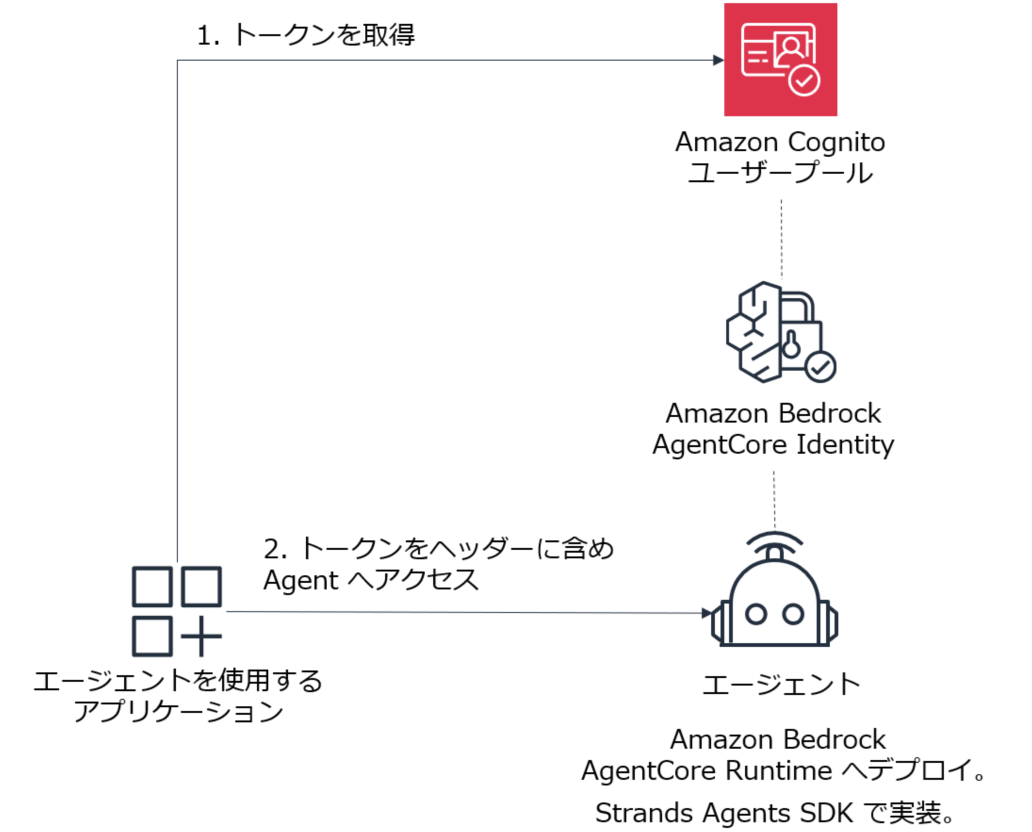 1. トークンを取得
Amazon Cognito
ユーザープール
Amazon Bedrock
AgentCore Identity
2. トークンをヘッダーに含め
Agent へアクセス
エージェントを使用する
アプリケーション
エージェント
Amazon Bedrock
AgentCore Runtime へデプロイ。
Strands Agents SDK で実装。